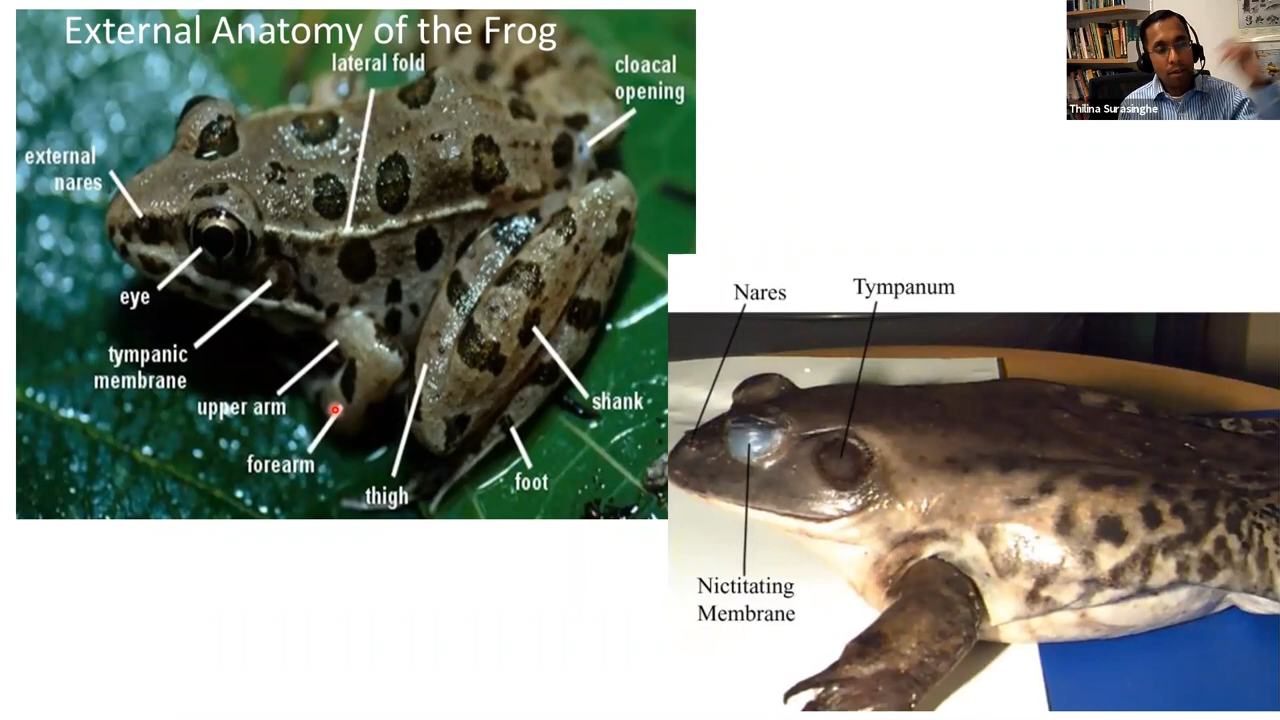 External Anatomy of the Frog
lateral fold
cloacal
opening
external
nares
eye
tympanic
membrane
upper arm
forearm
thigh
foot
shank
Thilina Surasinghe
Nares
Tympanum
Nictitating
Membrane